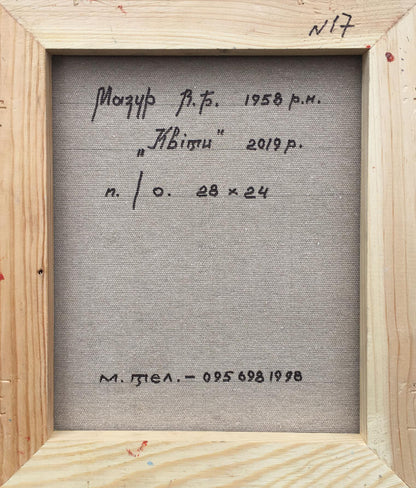 N17
Мазур В.Б. 1958 р.н.
„Квіти" 2019 р.
п./о. 28 × 24
м. тел. – 095 698 1998